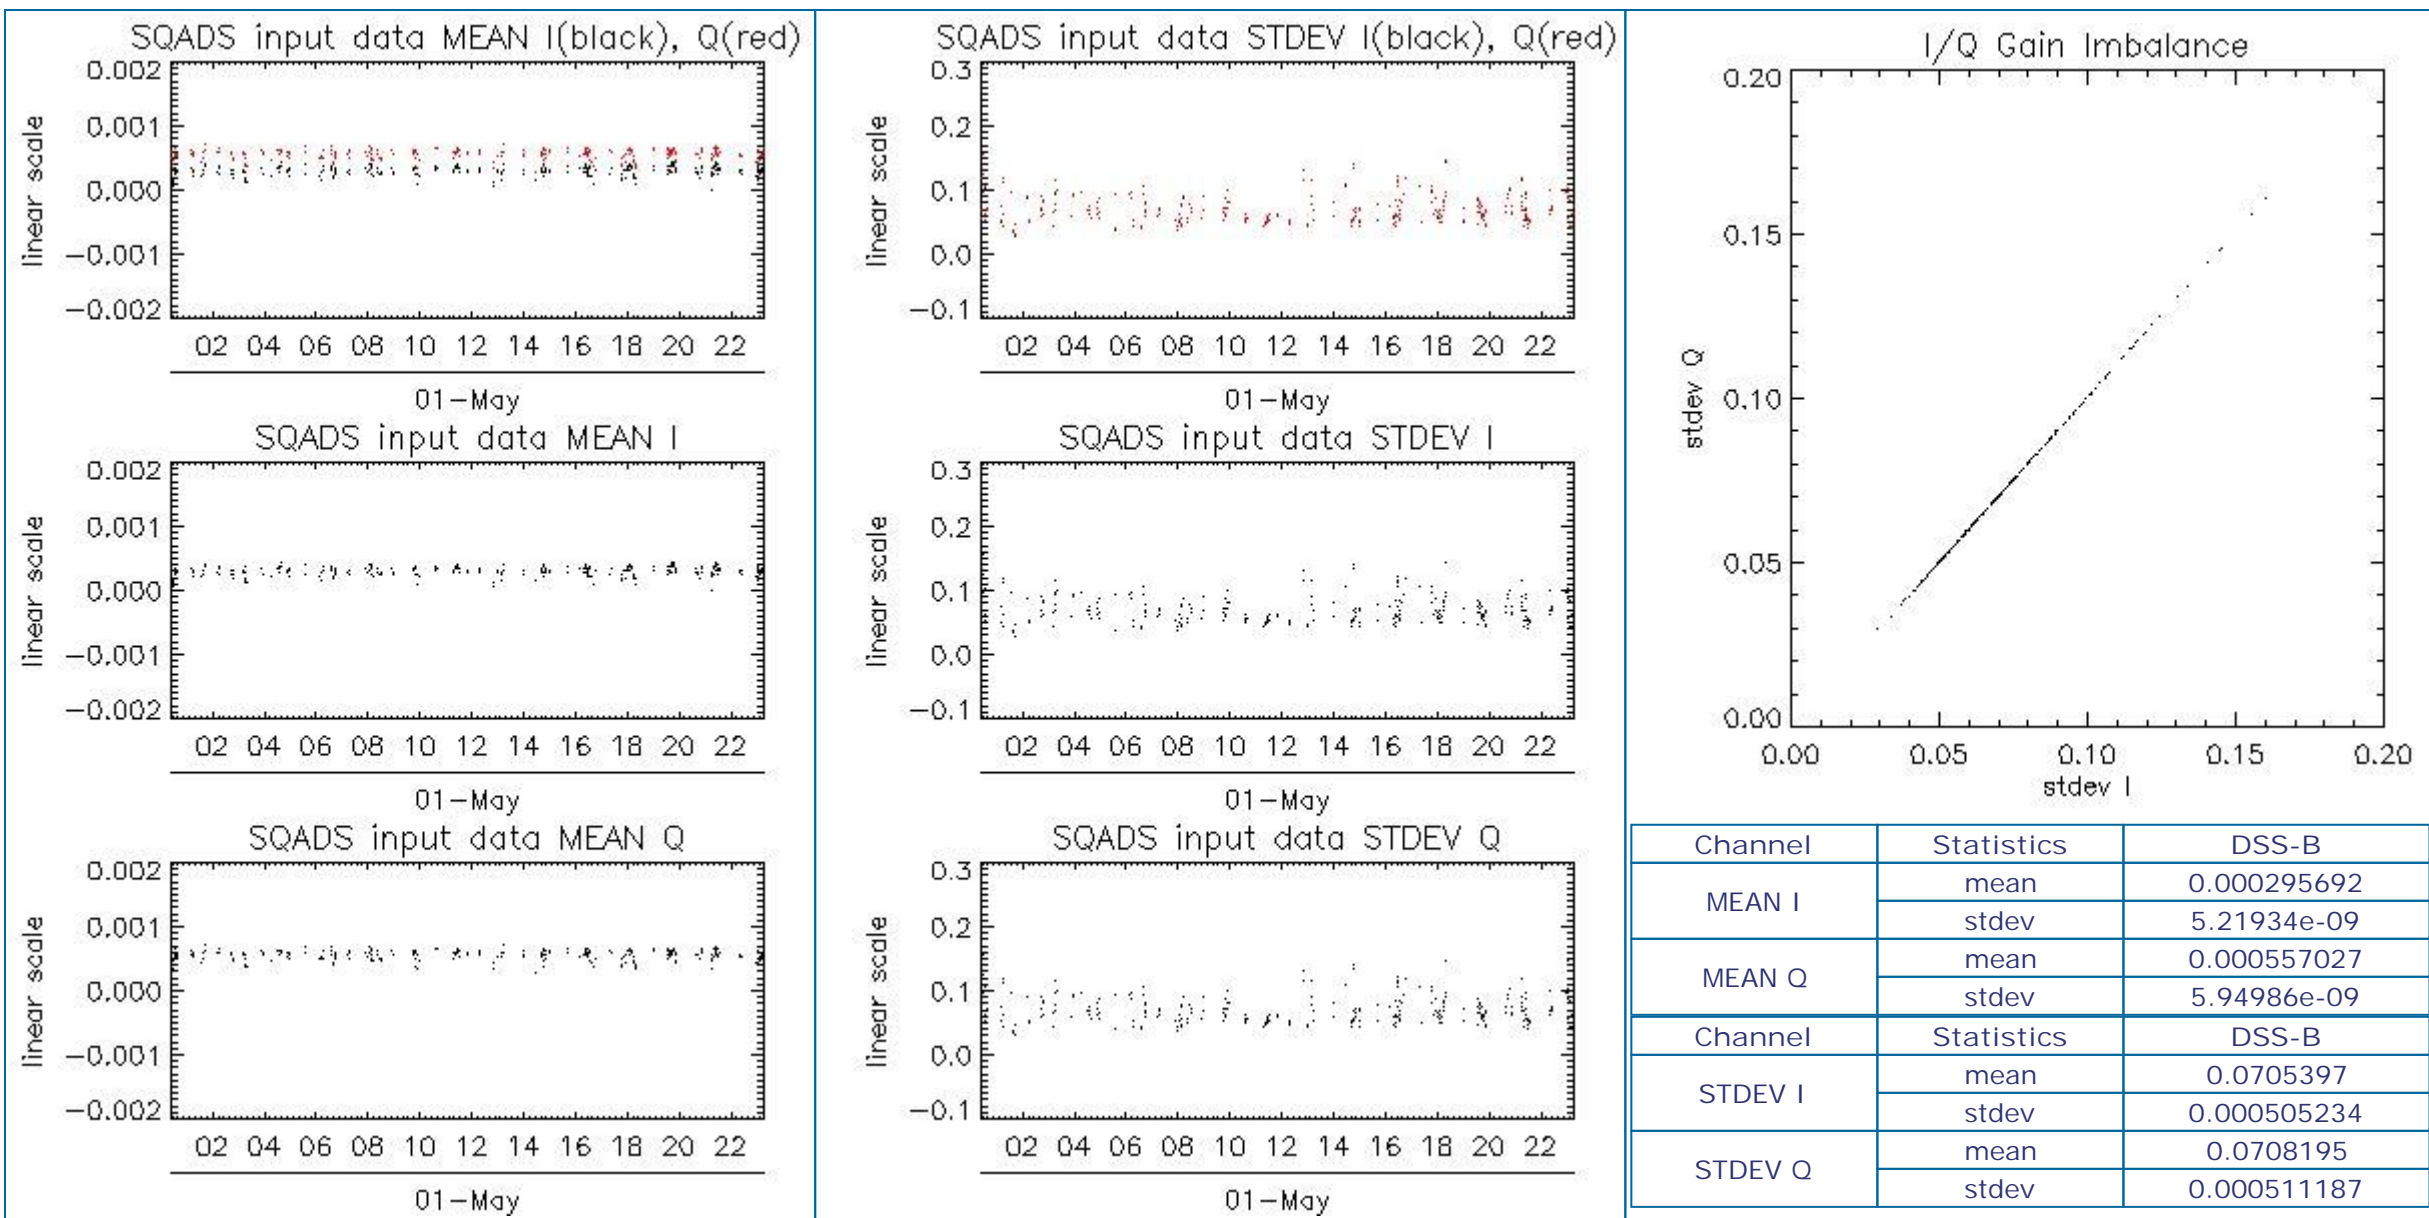 SQADS input data MEAN I(black), Q(red)
0.002
0.001
0.000
-0.001
-0.002
linear scale
02 04 06 08 10 12 14 16 18 20 22
01-May
SQADS input data MEAN I
0.002
0.001
0.000
-0.001
-0.002
linear scale
02 04 06 08 10 12 14 16 18 20 22
01-May
SQADS input data MEAN Q
0.002
0.001
0.000
-0.001
-0.002
linear scale
02 04 06 08 10 12 14 16 18 20 22
01-May
SQADS input data STDEV I(black), Q(red)
0.3
0.2
0.1
0.0
-0.1
linear scale
02 04 06 08 10 12 14 16 18 20 22
01-May
SQADS input data STDEV I
0.3
0.2
0.1
0.0
-0.1
linear scale
02 04 06 08 10 12 14 16 18 20 22
01-May
SQADS input data STDEV Q
0.3
0.2
0.1
0.0
-0.1
linear scale
02 04 06 08 10 12 14 16 18 20 22
01-May
I/Q Gain Imbalance
0.20
0.15
0.10
0.05
0.00
stdev Q
0.00 0.05 0.10 0.15 0.20
stdev I
Channel Statistics DSS-B
MEAN I mean 0.000295692
stdev 5.21934e-09
MEAN Q mean 0.000557027
stdev 5.94986e-09
Channel Statistics DSS-B
STDEV I mean 0.0705397
stdev 0.000505234
STDEV Q mean 0.0708195
stdev 0.000511187